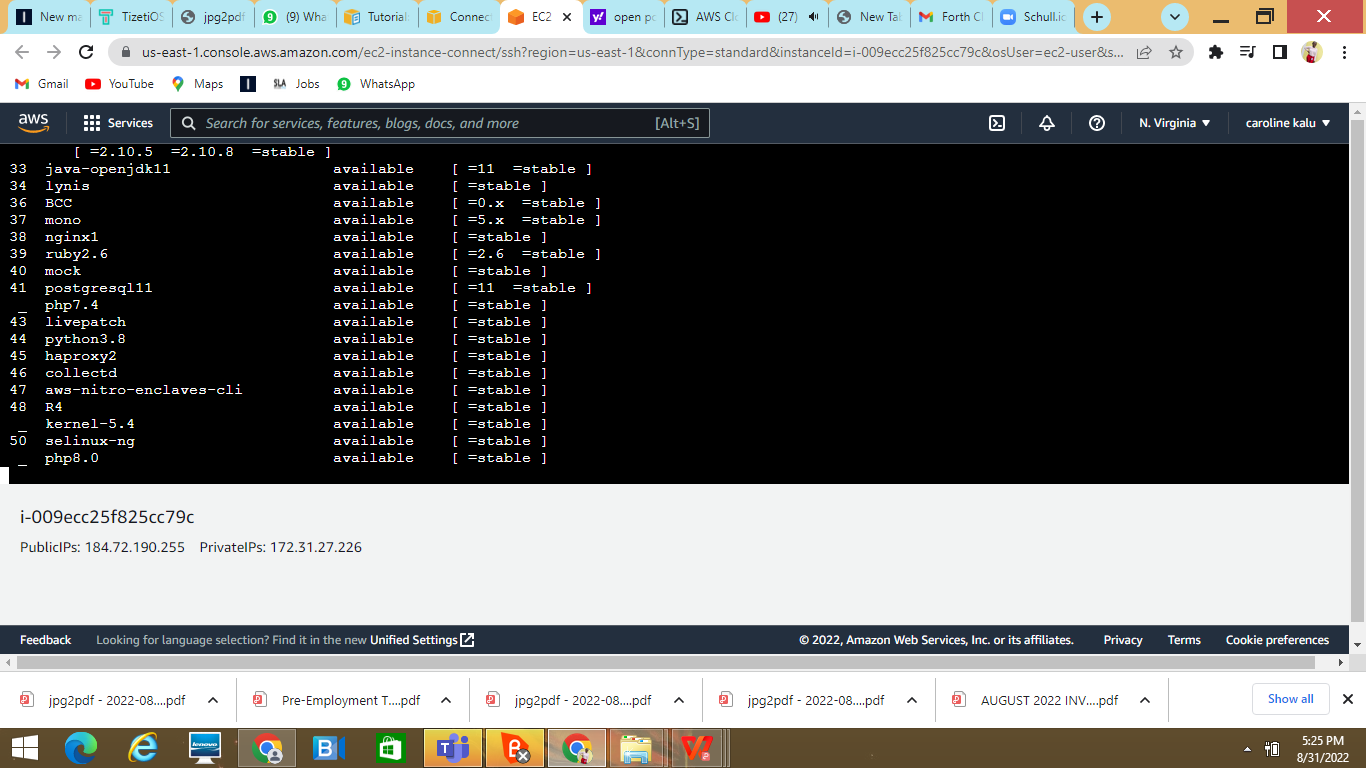 New ma
TizetiOS
jpg2pdf
(9) Wha
Tutorial:
Connect
EC2
open po
AWS Clo
(27)
New Tab
Forth Cl
Schull.io
us-east-1.console.aws.amazon.com/ec2-instance-connect/ssh?region=us-east-1&connType=standard&instanceId=i-009ecc25f825cc79c&osUser=ec2-user&s...
Gmail YouTube Maps SLA Jobs WhatsApp
aws Services Search for services, features, blogs, docs, and more [Alt+S] N. Virginia caroline kalu
[ =2.10.5 =2.10.8 =stable ]
33 java-openjdk11 available [ =11 =stable ]
34 lynis available [ =stable ]
36 BCC available [ =0.x =stable ]
37 mono available [ =5.x =stable ]
38 nginx1 available [ =stable ]
39 ruby2.6 available [ =2.6 =stable ]
40 mock available [ =stable ]
41 postgresql11 available [ =11 =stable ]
_ php7.4 available [ =stable ]
43 livepatch available [ =stable ]
44 python3.8 available [ =stable ]
45 haproxy2 available [ =stable ]
46 collectd available [ =stable ]
47 aws-nitro-enclaves-cli available [ =stable ]
48 R4 available [ =stable ]
_ kernel-5.4 available [ =stable ]
50 selinux-ng available [ =stable ]
_ php8.0 available [ =stable ]
i-009ecc25f825cc79c
PublicIPs: 184.72.190.255 PrivateIPs: 172.31.27.226
Feedback Looking for language selection? Find it in the new Unified Settings © 2022, Amazon Web Services, Inc. or its affiliates. Privacy Terms Cookie preferences
jpg2pdf - 2022-08....pdf Pre-Employment T....pdf jpg2pdf - 2022-08....pdf jpg2pdf - 2022-08....pdf AUGUST 2022 INV....pdf Show all
lenovo
5:25 PM
8/31/2022